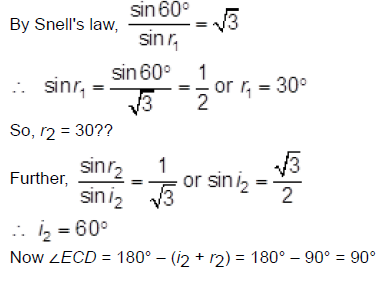 By Snell's law, sin 60° / sin r₁ = √3
∴ sin r₁ = sin 60° / √3 = 1/2 or r₁ = 30°
So, r₂ = 30??
Further, sin r₂ / sin i₂ = 1/√3 or sin i₂ = √3/2
∴ i₂ = 60°
Now ∠ECD = 180° – (i₂ + r₂) = 180° – 90° = 90°